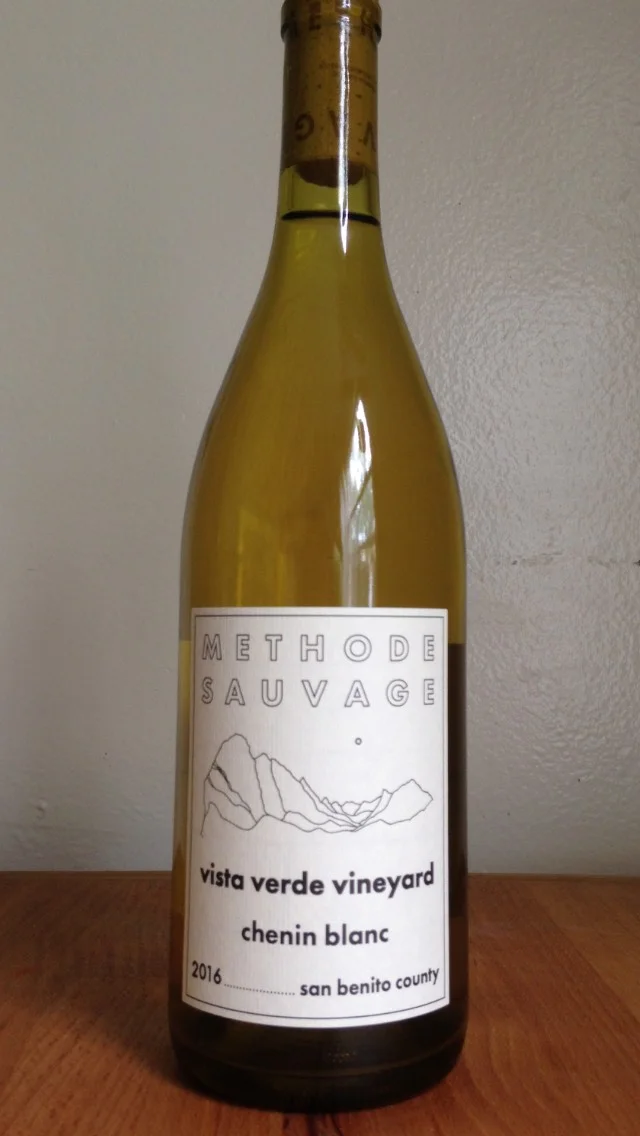 METHODE
SAUVAGE
vista verde vineyard
chenin blanc
2016.................. san benito county